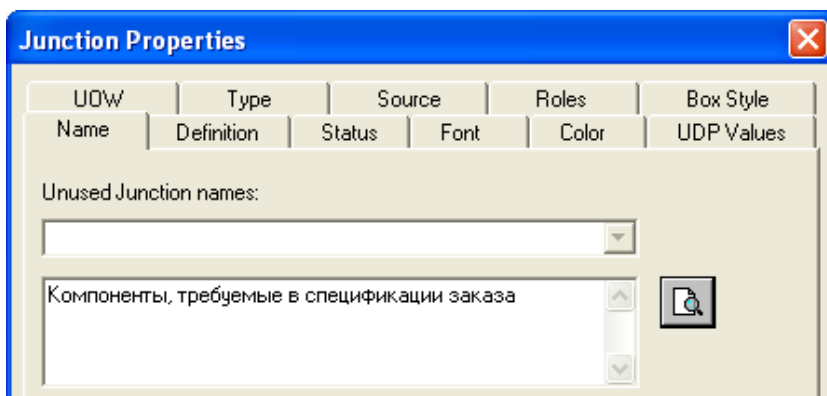 Junction Properties
UOW Type Source Roles Box Style
Name Definition Status Font Color UDP Values
Unused Junction names:
Компоненты, требуемые в спецификации заказа